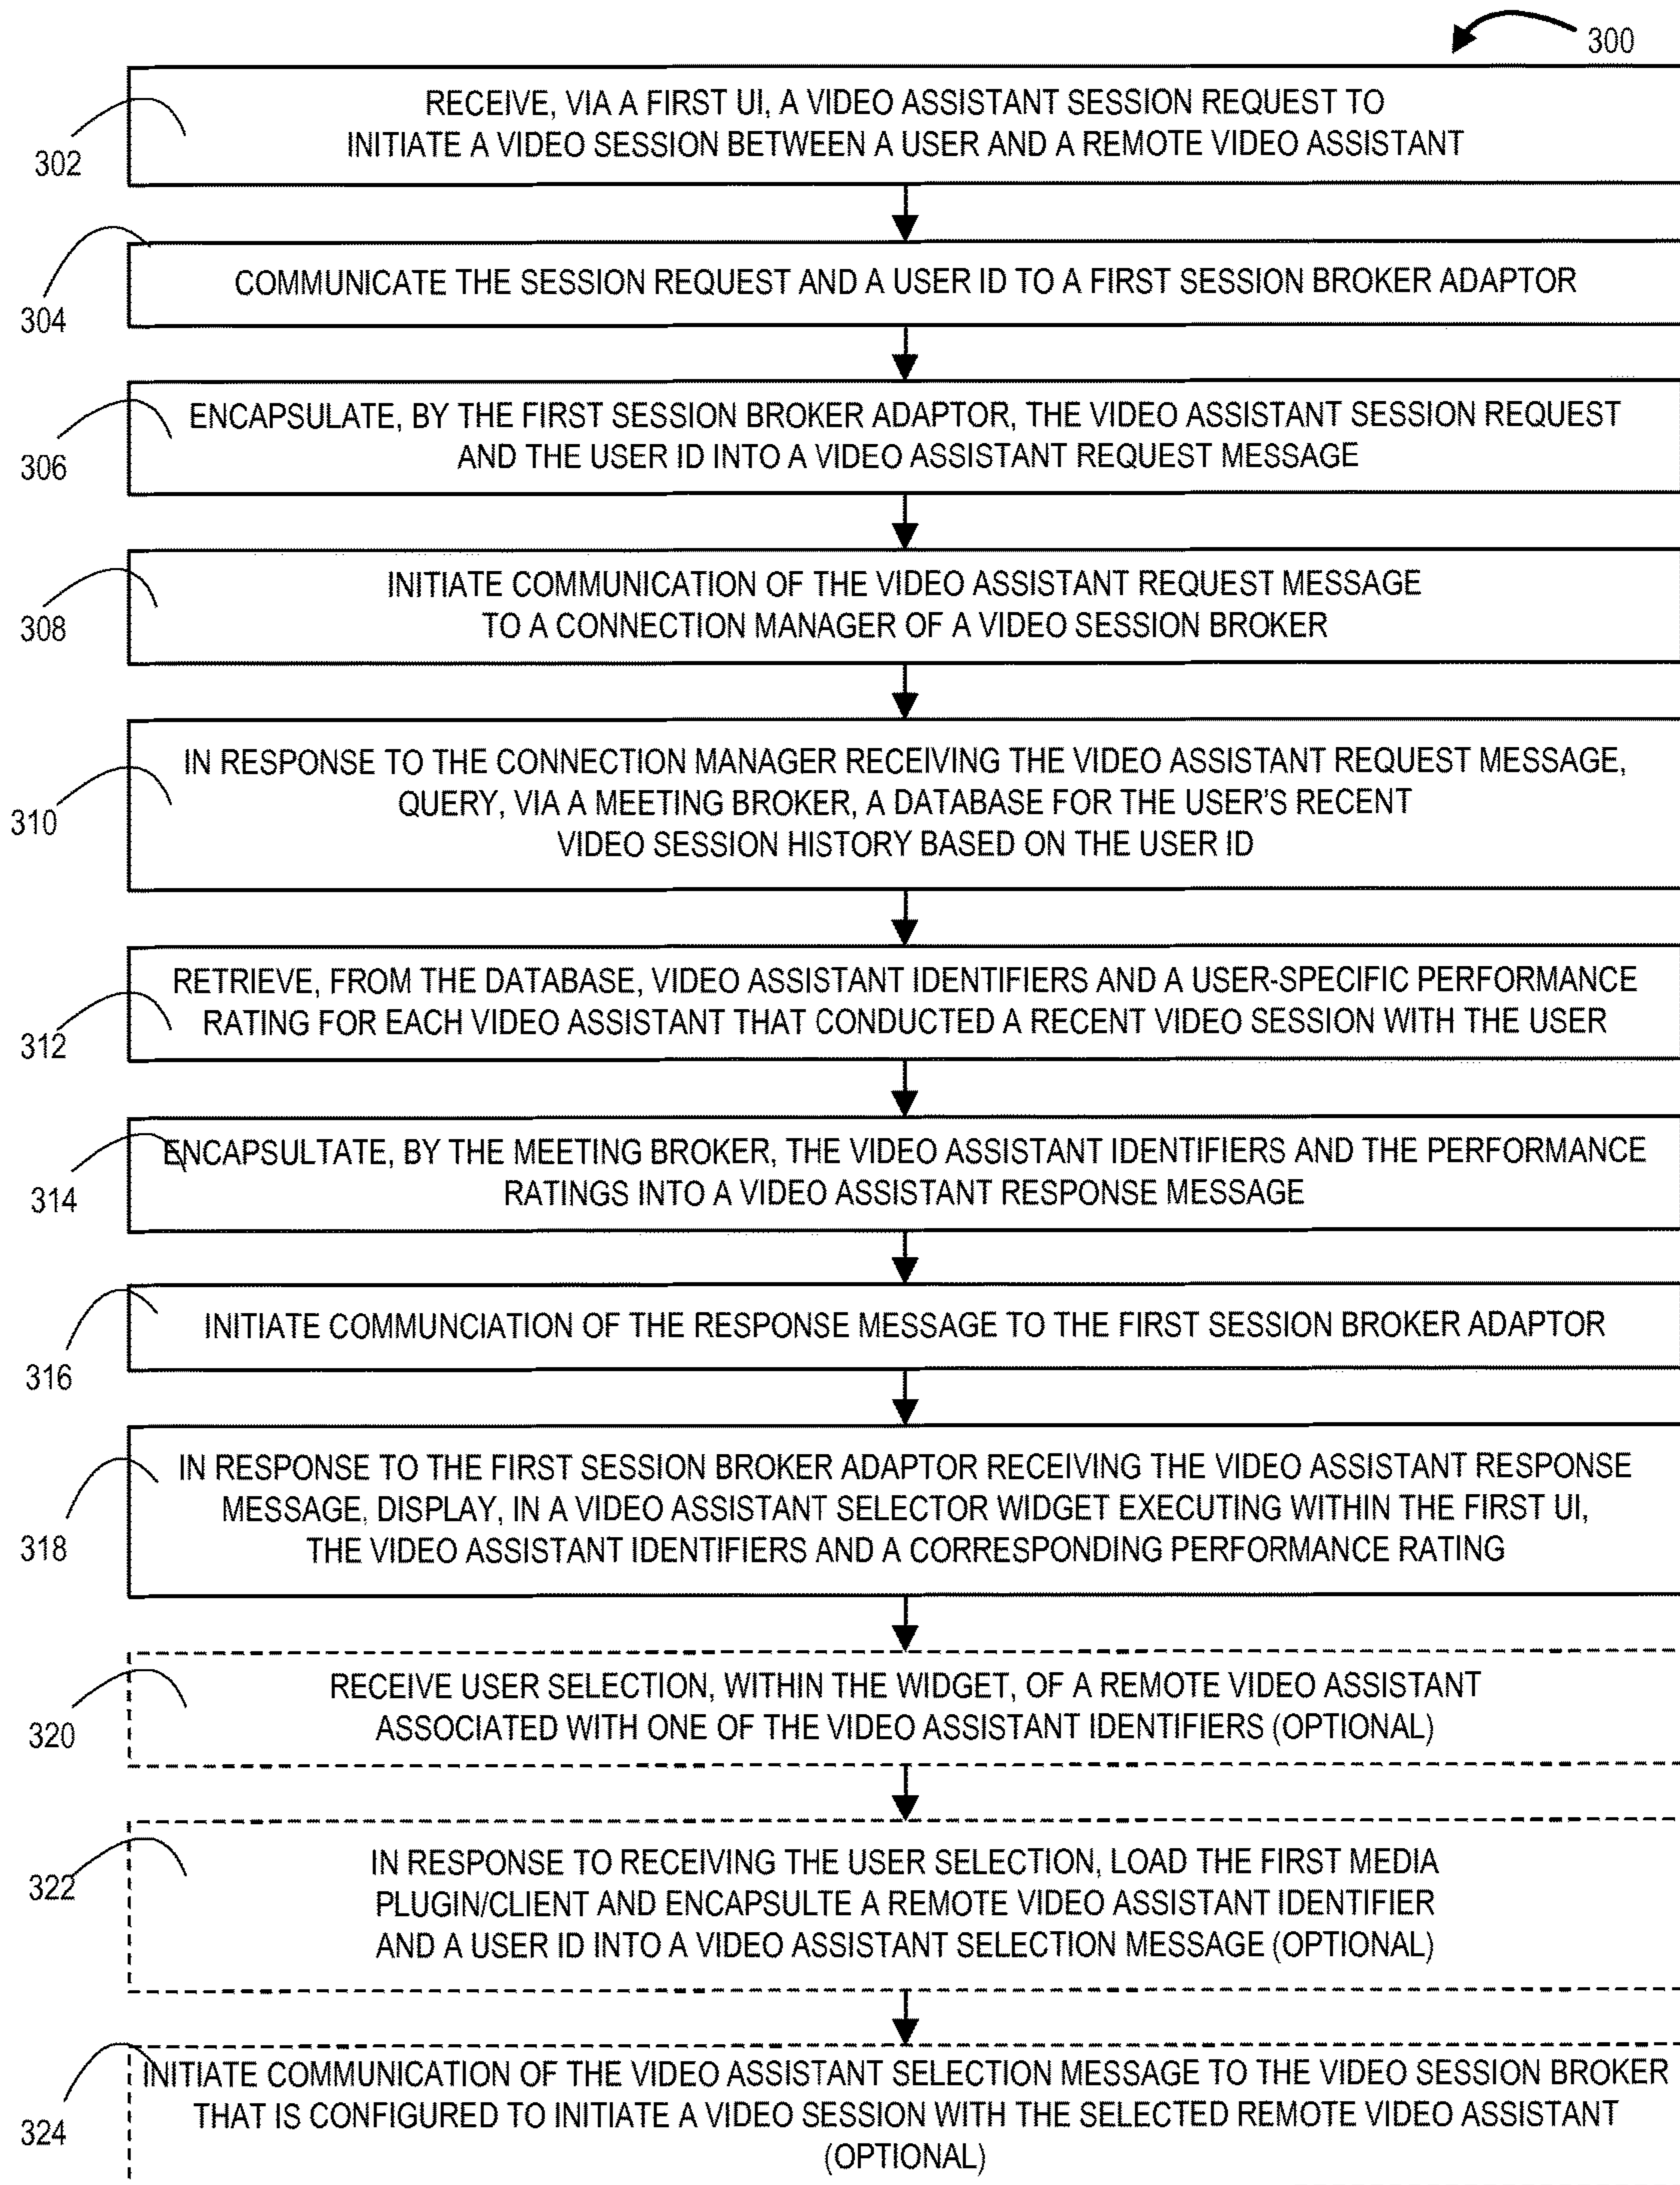 300
RECEIVE, VIA A FIRST UI, A VIDEO ASSISTANT SESSION REQUEST TO
INITIATE A VIDEO SESSION BETWEEN A USER AND A REMOTE VIDEO ASSISTANT
302
COMMUNICATE THE SESSION REQUEST AND A USER ID TO A FIRST SESSION BROKER ADAPTOR
304
ENCAPSULATE, BY THE FIRST SESSION BROKER ADAPTOR, THE VIDEO ASSISTANT SESSION REQUEST
AND THE USER ID INTO A VIDEO ASSISTANT REQUEST MESSAGE
306
INITIATE COMMUNICATION OF THE VIDEO ASSISTANT REQUEST MESSAGE
TO A CONNECTION MANAGER OF A VIDEO SESSION BROKER
308
IN RESPONSE TO THE CONNECTION MANAGER RECEIVING THE VIDEO ASSISTANT REQUEST MESSAGE,
QUERY, VIA A MEETING BROKER, A DATABASE FOR THE USER'S RECENT
VIDEO SESSION HISTORY BASED ON THE USER ID
310
RETRIEVE, FROM THE DATABASE, VIDEO ASSISTANT IDENTIFIERS AND A USER-SPECIFIC PERFORMANCE
RATING FOR EACH VIDEO ASSISTANT THAT CONDUCTED A RECENT VIDEO SESSION WITH THE USER
312
ENCAPSULTATE, BY THE MEETING BROKER, THE VIDEO ASSISTANT IDENTIFIERS AND THE PERFORMANCE
RATINGS INTO A VIDEO ASSISTANT RESPONSE MESSAGE
314
INITIATE COMMUNCIATION OF THE RESPONSE MESSAGE TO THE FIRST SESSION BROKER ADAPTOR
316
IN RESPONSE TO THE FIRST SESSION BROKER ADAPTOR RECEIVING THE VIDEO ASSISTANT RESPONSE
MESSAGE, DISPLAY, IN A VIDEO ASSISTANT SELECTOR WIDGET EXECUTING WITHIN THE FIRST UI,
THE VIDEO ASSISTANT IDENTIFIERS AND A CORRESPONDING PERFORMANCE RATING
318
RECEIVE USER SELECTION, WITHIN THE WIDGET, OF A REMOTE VIDEO ASSISTANT
ASSOCIATED WITH ONE OF THE VIDEO ASSISTANT IDENTIFIERS (OPTIONAL)
320
IN RESPONSE TO RECEIVING THE USER SELECTION, LOAD THE FIRST MEDIA
PLUGIN/CLIENT AND ENCAPSULTE A REMOTE VIDEO ASSISTANT IDENTIFIER
AND A USER ID INTO A VIDEO ASSISTANT SELECTION MESSAGE (OPTIONAL)
322
INITIATE COMMUNICATION OF THE VIDEO ASSISTANT SELECTION MESSAGE TO THE VIDEO SESSION BROKER
THAT IS CONFIGURED TO INITIATE A VIDEO SESSION WITH THE SELECTED REMOTE VIDEO ASSISTANT
(OPTIONAL)
324